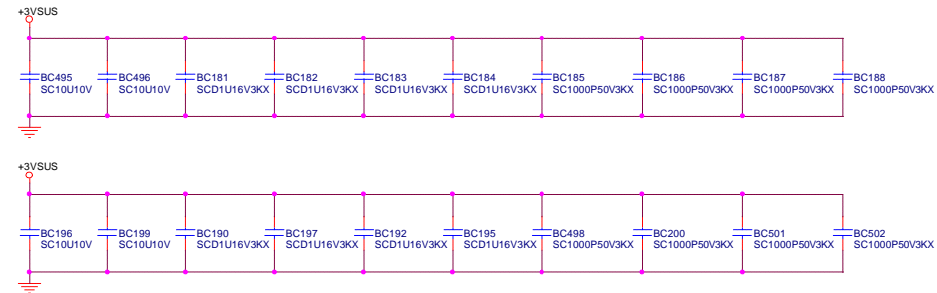 +3VSUS
BC495 BC496 BC181 BC182 BC183 BC184 BC185 BC186 BC187 BC188
SC10U10V SC10U10V SCD1U16V3KX SCD1U16V3KX SCD1U16V3KX SCD1U16V3KX SC1000P50V3KX SC1000P50V3KX SC1000P50V3KX SC1000P50V3KX
+3VSUS
BC196 BC199 BC190 BC197 BC192 BC195 BC498 BC200 BC501 BC502
SC10U10V SC10U10V SCD1U16V3KX SCD1U16V3KX SCD1U16V3KX SCD1U16V3KX SC1000P50V3KX SC1000P50V3KX SC1000P50V3KX SC1000P50V3KX